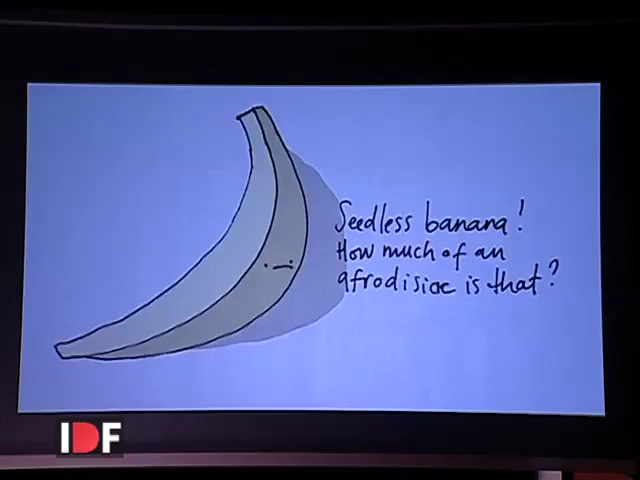 Seedless banana!
How much of an
afrodisiac is that?
IDF